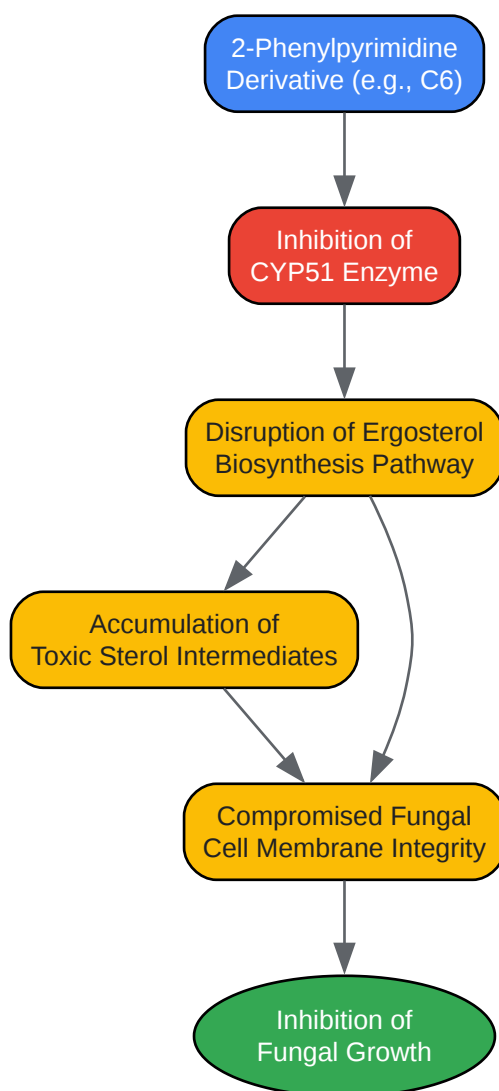 2-Phenylpyrimidine
Derivative (e.g., C6)
Inhibition of
CYP51 Enzyme
Disruption of Ergosterol
Biosynthesis Pathway
Accumulation of
Toxic Sterol Intermediates
Compromised Fungal
Cell Membrane Integrity
Inhibition of
Fungal Growth